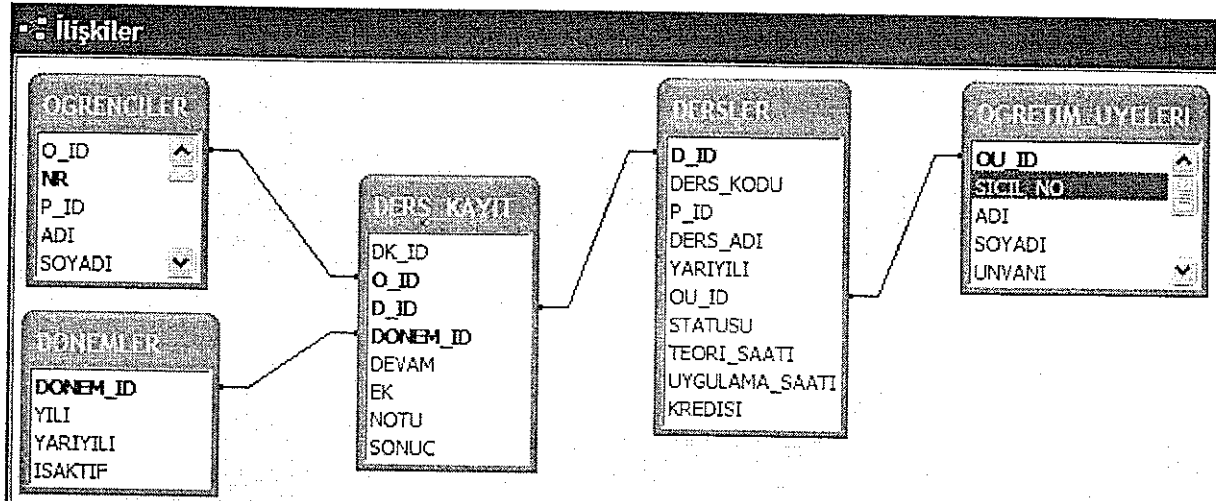 İlişkiler
OGRENCILER
O_ID
NR
P_ID
ADI
SOYADI
DONEMLER
DONEM_ID
YILI
YARIYILI
ISAKTIF
DERS_KAYIT
DK_ID
O_ID
D_ID
DONEM_ID
DEVAM
EK
NOTU
SONUC
DERSLER
D_ID
DERS_KODU
P_ID
DERS_ADI
YARIYILI
OU_ID
STATUSU
TEORI_SAATI
UYGULAMA_SAATI
KREDISI
OGRETIM_UYELERI
OU_ID
SICIL_NO
ADI
SOYADI
UNVANI